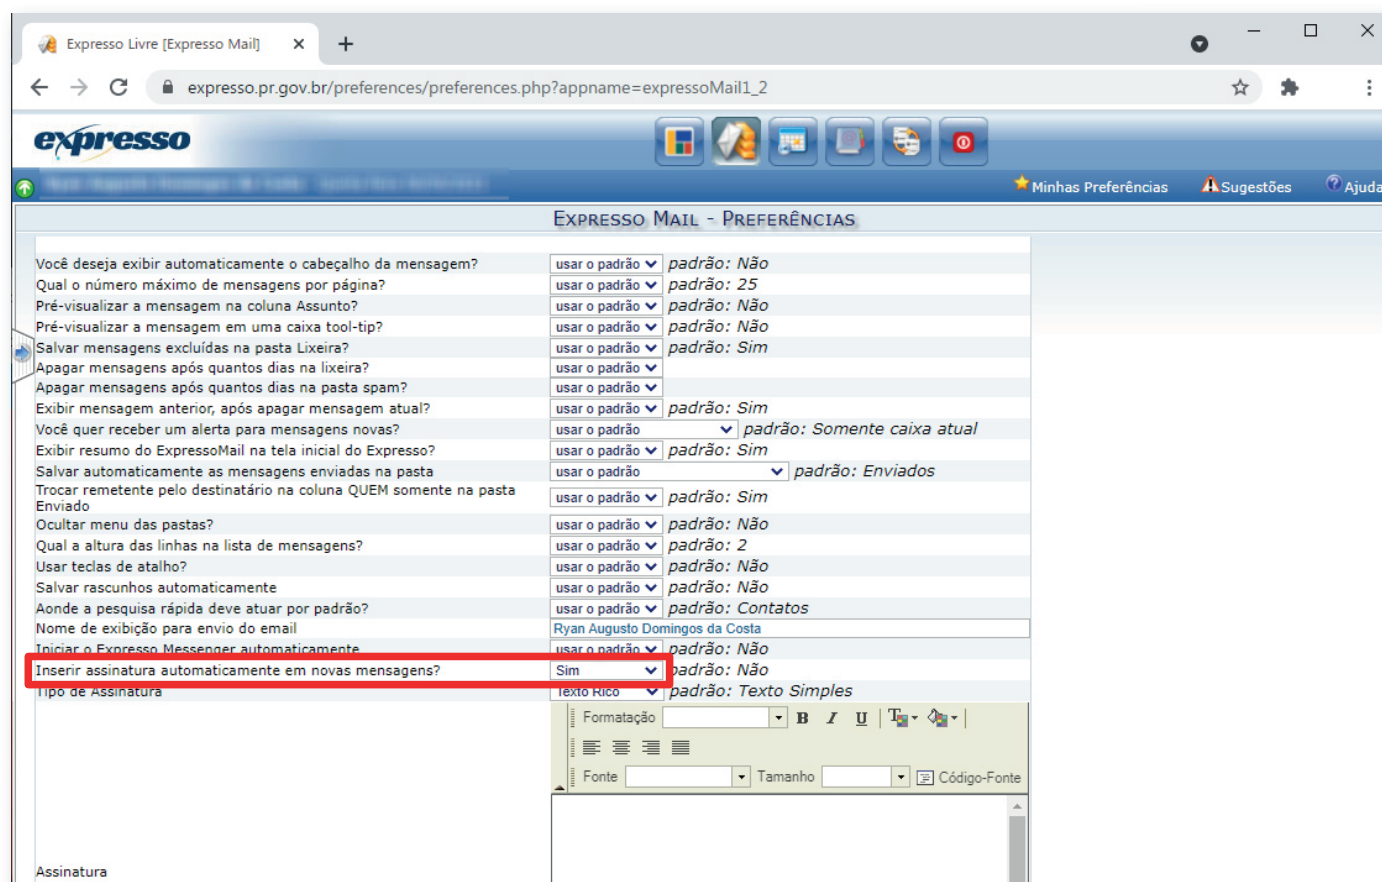 Expresso Livre [Expresso Mail]
expresso.pr.gov.br/preferences/preferences.php?appname=expressoMail1_2
expresso
Minhas Preferências Sugestões Ajuda
Expresso Mail - Preferências
Você deseja exibir automaticamente o cabeçalho da mensagem? usar o padrão padrão: Não
Qual o número máximo de mensagens por página? usar o padrão padrão: 25
Pré-visualizar a mensagem na coluna Assunto? usar o padrão padrão: Não
Pré-visualizar a mensagem em uma caixa tool-tip? usar o padrão padrão: Não
Salvar mensagens excluídas na pasta Lixeira? usar o padrão padrão: Sim
Apagar mensagens após quantos dias na lixeira? usar o padrão
Apagar mensagens após quantos dias na pasta spam? usar o padrão
Exibir mensagem anterior, após apagar mensagem atual? usar o padrão padrão: Sim
Você quer receber um alerta para mensagens novas? usar o padrão padrão: Somente caixa atual
Exibir resumo do ExpressoMail na tela inicial do Expresso? usar o padrão padrão: Sim
Salvar automaticamente as mensagens enviadas na pasta usar o padrão padrão: Enviados
Trocar remetente pelo destinatário na coluna QUEM somente na pasta
Enviado usar o padrão padrão: Sim
Ocultar menu das pastas? usar o padrão padrão: Não
Qual a altura das linhas na lista de mensagens? usar o padrão padrão: 2
Usar teclas de atalho? usar o padrão padrão: Não
Salvar rascunhos automaticamente usar o padrão padrão: Não
Aonde a pesquisa rápida deve atuar por padrão? usar o padrão padrão: Contatos
Nome de exibição para envio do email Ryan Augusto Domingos da Costa
Iniciar o Expresso Messenger automaticamente usar o padrão padrão: Não
Inserir assinatura automaticamente em novas mensagens? Sim padrão: Não
Tipo de Assinatura Texto Rico padrão: Texto Simples
Formatação B I U T
Fonte Tamanho Código-Fonte
Assinatura